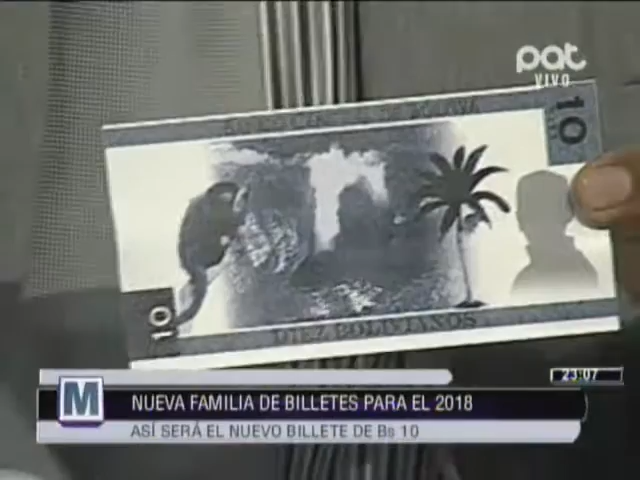 pat
VIVO
10
10
DIEZ BOLIVIANOS
23:07
M
NUEVA FAMILIA DE BILLETES PARA EL 2018
ASÍ SERÁ EL NUEVO BILLETE DE Bs 10